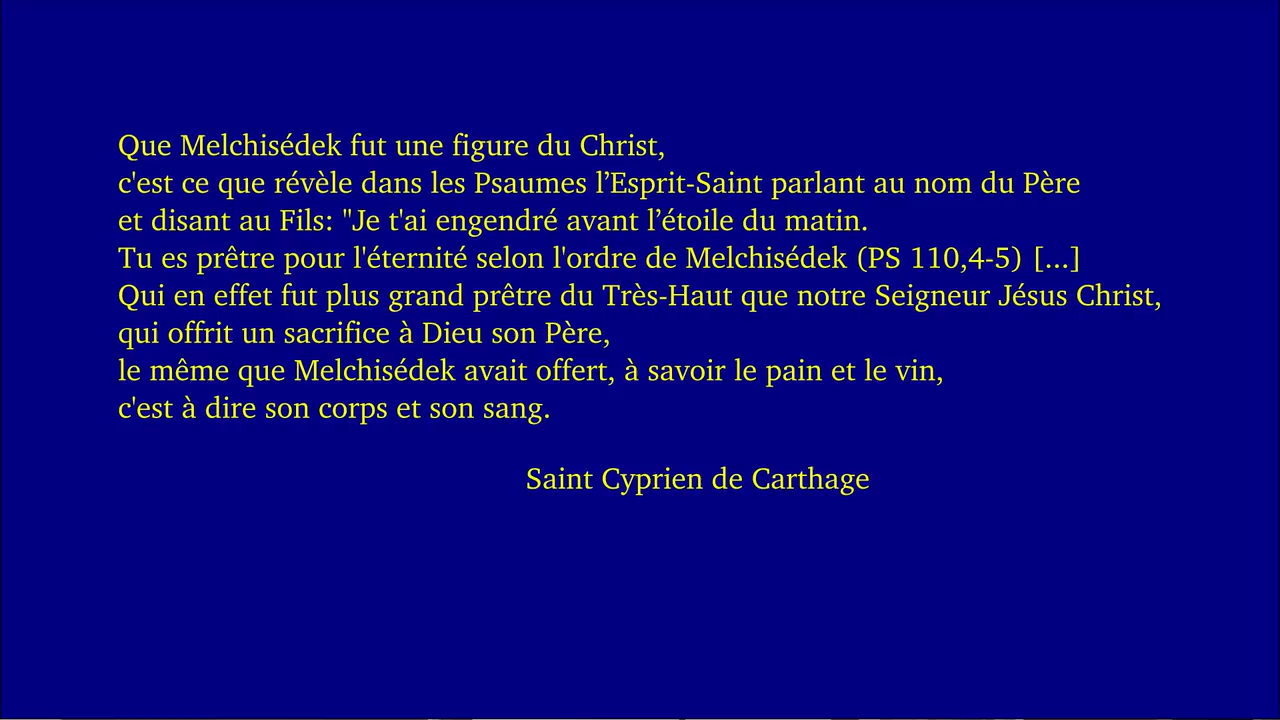 Que Melchisédek fut une figure du Christ,
c'est ce que révèle dans les Psaumes l’Esprit-Saint parlant au nom du Père
et disant au Fils: "Je t'ai engendré avant l’étoile du matin.
Tu es prêtre pour l'éternité selon l'ordre de Melchisédek (PS 110,4-5) [...]
Qui en effet fut plus grand prêtre du Très-Haut que notre Seigneur Jésus Christ,
qui offrit un sacrifice à Dieu son Père,
le même que Melchisédek avait offert, à savoir le pain et le vin,
c'est à dire son corps et son sang.
Saint Cyprien de Carthage